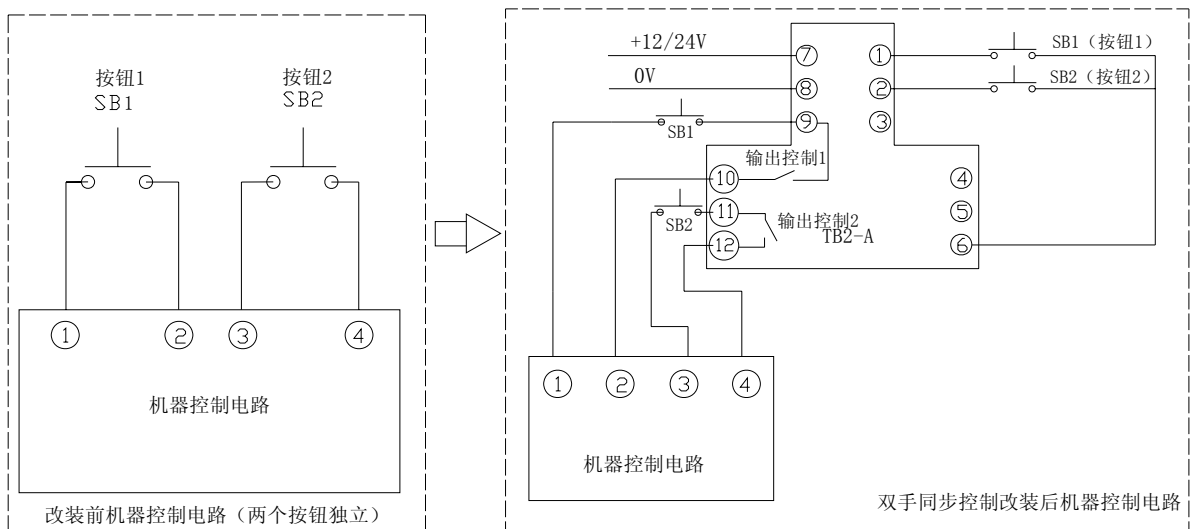 按钮1
SB1
按钮2
SB2
① ② ③ ④
机器控制电路
改装前机器控制电路（两个按钮独立）
+12/24V
0V
⑦
⑧
⑨
①
②
③
SB1（按钮1）
SB2（按钮2）
SB1
输出控制1
⑩
⑪
⑫
SB2
输出控制2
TB2-A
④
⑤
⑥
① ② ③ ④
机器控制电路
双手同步控制改装后机器控制电路